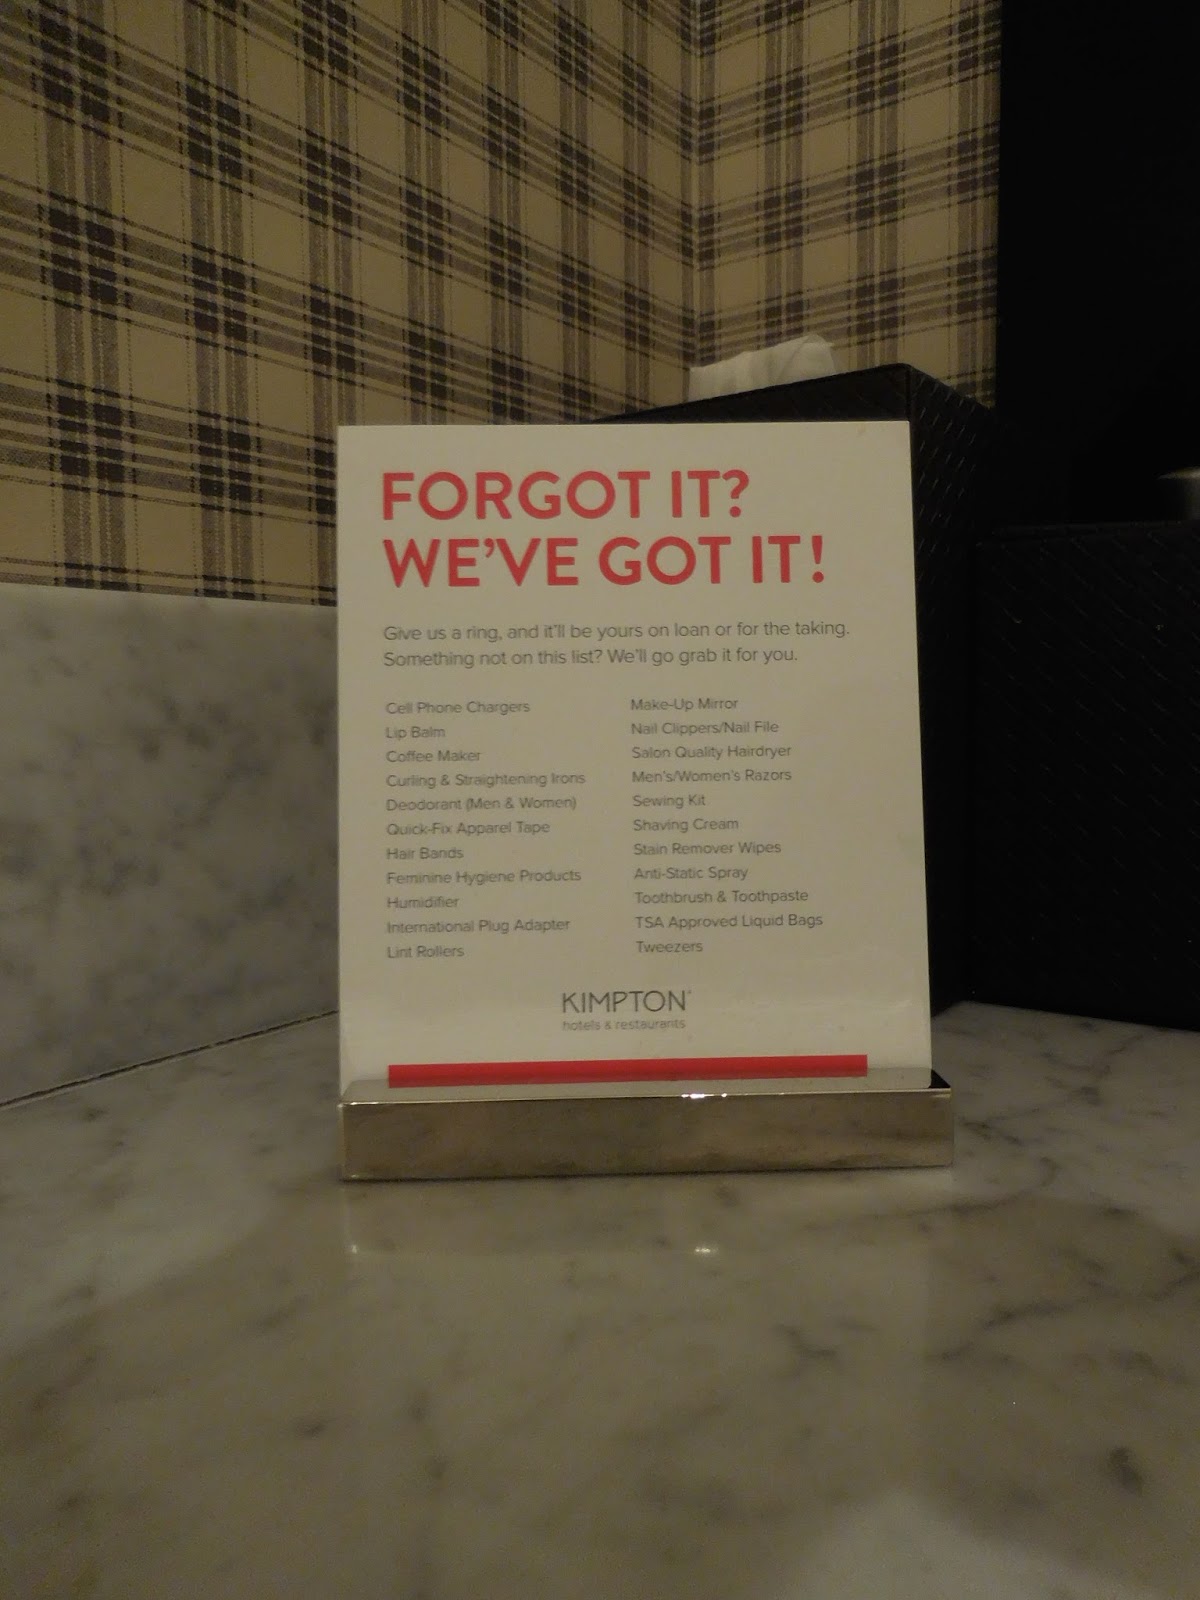 FORGOT IT?
WE'VE GOT IT!
Give us a ring, and it'll be yours on loan or for the taking.
Something not on this list? We'll go grab it for you.
Cell Phone Chargers
Lip Balm
Coffee Maker
Curling & Straightening Irons
Deodorant (Men & Women)
Quick-Fix Apparel Tape
Hair Bands
Feminine Hygiene Products
Humidifier
International Plug Adapter
Lint Rollers
Make-Up Mirror
Nail Clippers/Nail File
Salon Quality Hairdryer
Men's/Women's Razors
Sewing Kit
Shaving Cream
Stain Remover Wipes
Anti-Static Spray
Toothbrush & Toothpaste
TSA Approved Liquid Bags
Tweezers
KIMPTON®
hotels & restaurants